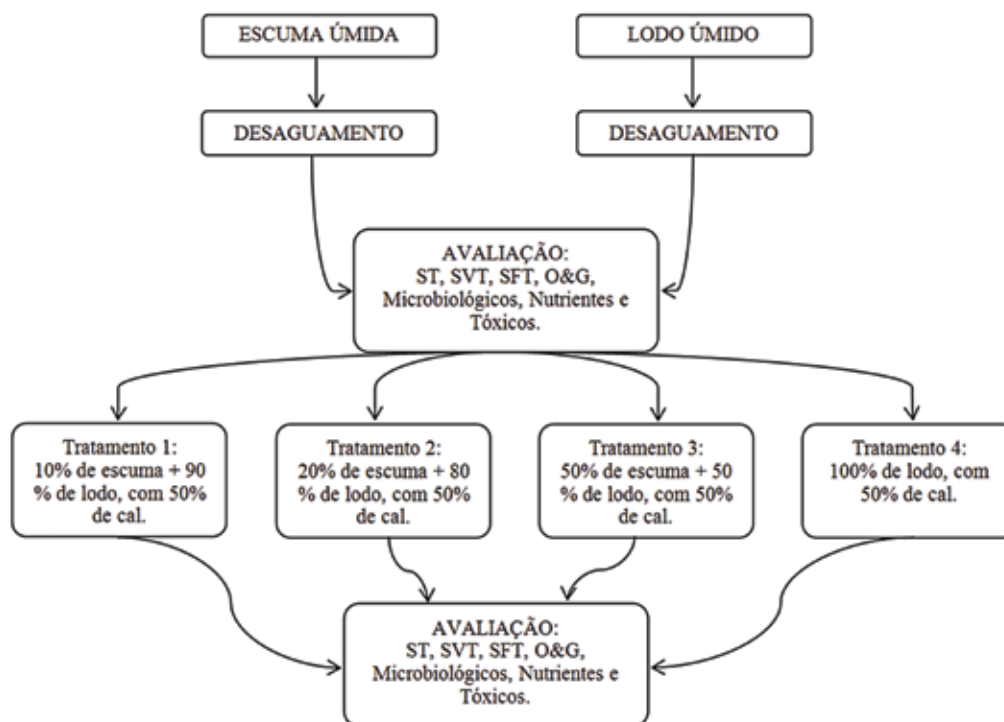 ESCUMA ÚMIDA
LODO ÚMIDO
DESAGUAMENTO
DESAGUAMENTO
AVALIAÇÃO:
ST, SVT, SFT, O&G,
Microbiológicos, Nutrientes e
Tóxicos.
Tratamento 1:
10% de escuma + 90
% de lodo, com 50%
de cal.
Tratamento 2:
20% de escuma + 80
% de lodo, com 50%
de cal.
Tratamento 3:
50% de escuma + 50
% de lodo, com 50%
de cal.
Tratamento 4:
100% de lodo, com
50% de cal.
AVALIAÇÃO:
ST, SVT, SFT, O&G,
Microbiológicos, Nutrientes e
Tóxicos.